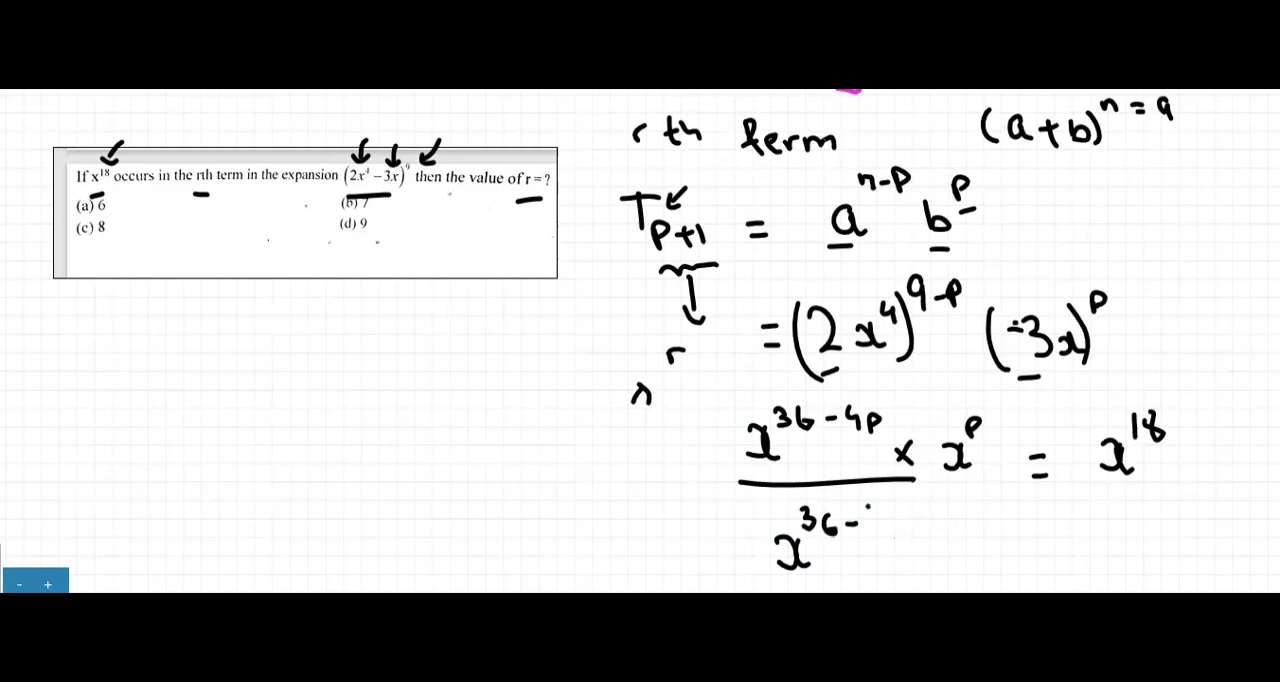 If x¹⁸ occurs in the rth term in the expansion (2x⁴ – 3x)⁹ then the value of r = ?
(a) 6 (b) 7
(c) 8 (d) 9
r th term (a+b)ⁿ⁼⁹
T_{p+1} = aⁿ⁻ᵖ bᵖ
= (2x⁴)⁹⁻ᵖ (-3x)ᵖ
r
x³⁶⁻⁴ᵖ × xᵖ = x¹⁸
x³⁶⁻
- +